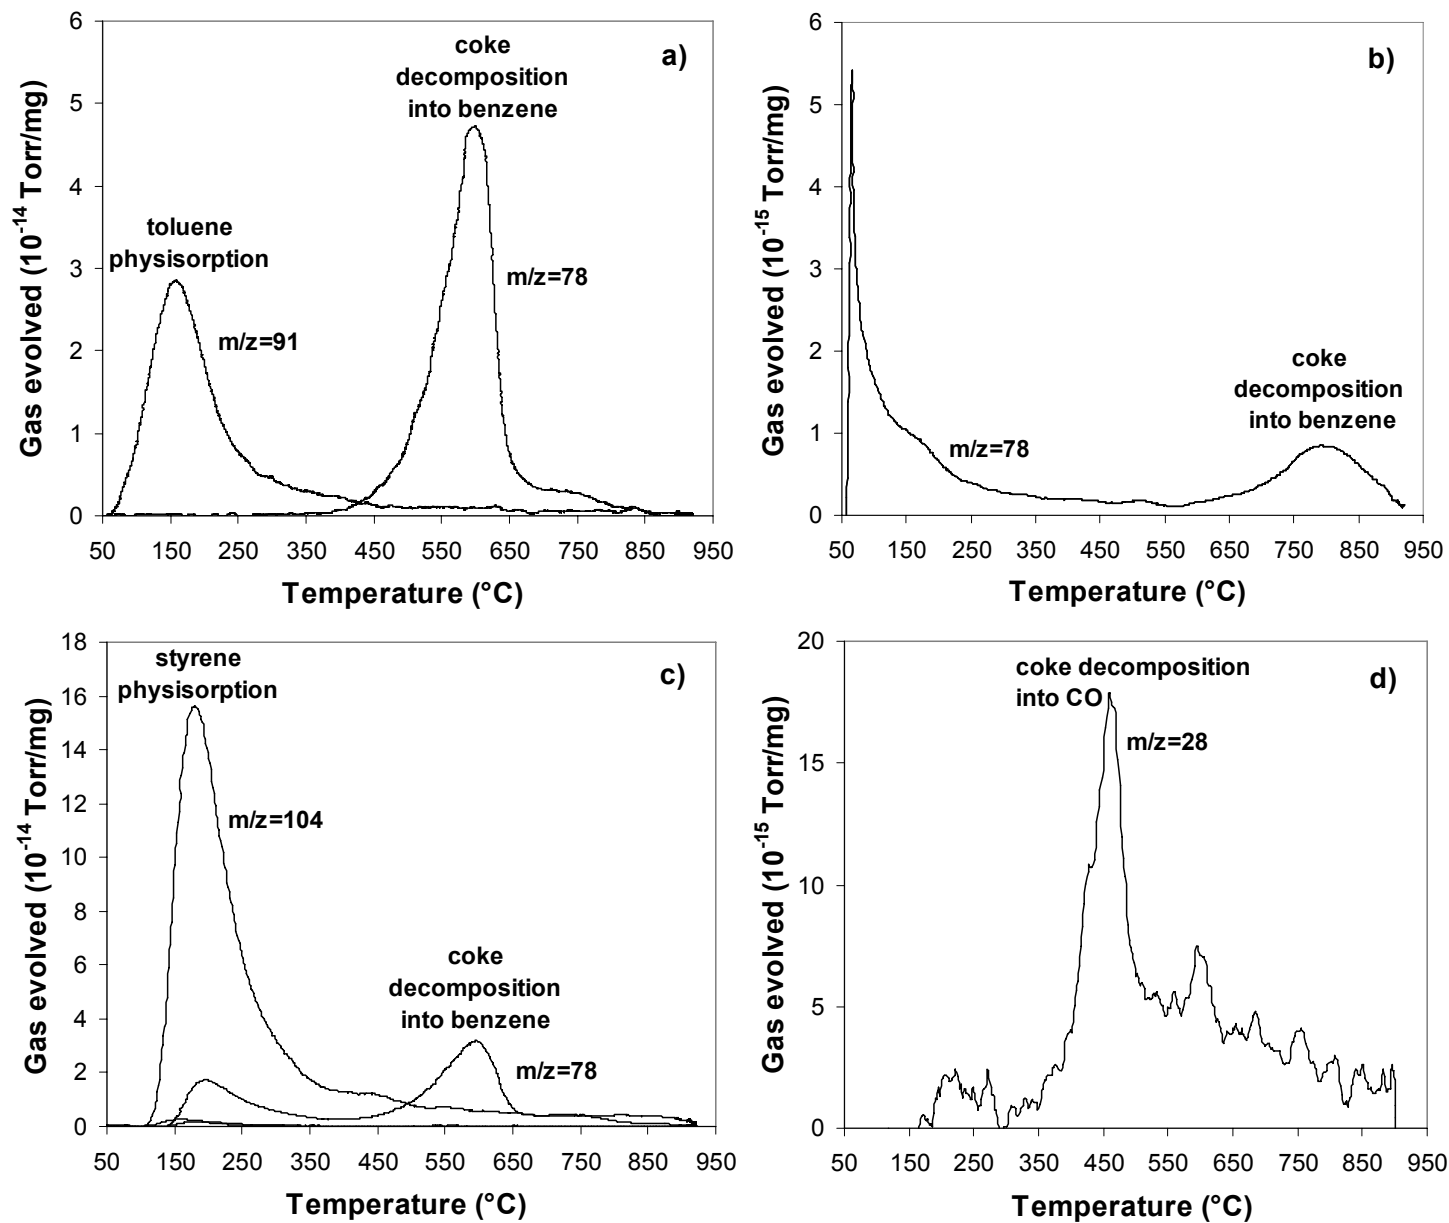 a)
6
5
4
3
2
1
0
Gas evolved (10-14 Torr/mg)
coke
decomposition
into benzene
toluene
physisorption
m/z=78
m/z=91
50 150 250 350 450 550 650 750 850 950
Temperature (°C)
b)
6
5
4
3
2
1
0
Gas evolved (10-15 Torr/mg)
coke
decomposition
into benzene
m/z=78
50 150 250 350 450 550 650 750 850 950
Temperature (°C)
c)
18
16
14
12
10
8
6
4
2
0
Gas evolved (10-14 Torr/mg)
styrene
physisorption
m/z=104
coke
decomposition
into benzene
m/z=78
50 150 250 350 450 550 650 750 850 950
Temperature (°C)
d)
20
15
10
5
0
Gas evolved (10-15 Torr/mg)
coke decomposition
into CO
m/z=28
50 150 250 350 450 550 650 750 850 950
Temperature (°C)